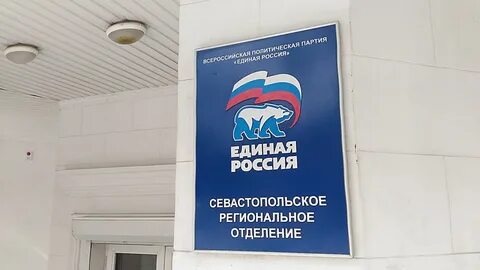 ВСЕРОССИЙСКАЯ ПОЛИТИЧЕСКАЯ ПАРТИЯ
«ЕДИНАЯ РОССИЯ»
ЕДИНАЯ
РОССИЯ
СЕВАСТОПОЛЬСКОЕ
РЕГИОНАЛЬНОЕ
ОТДЕЛЕНИЕ